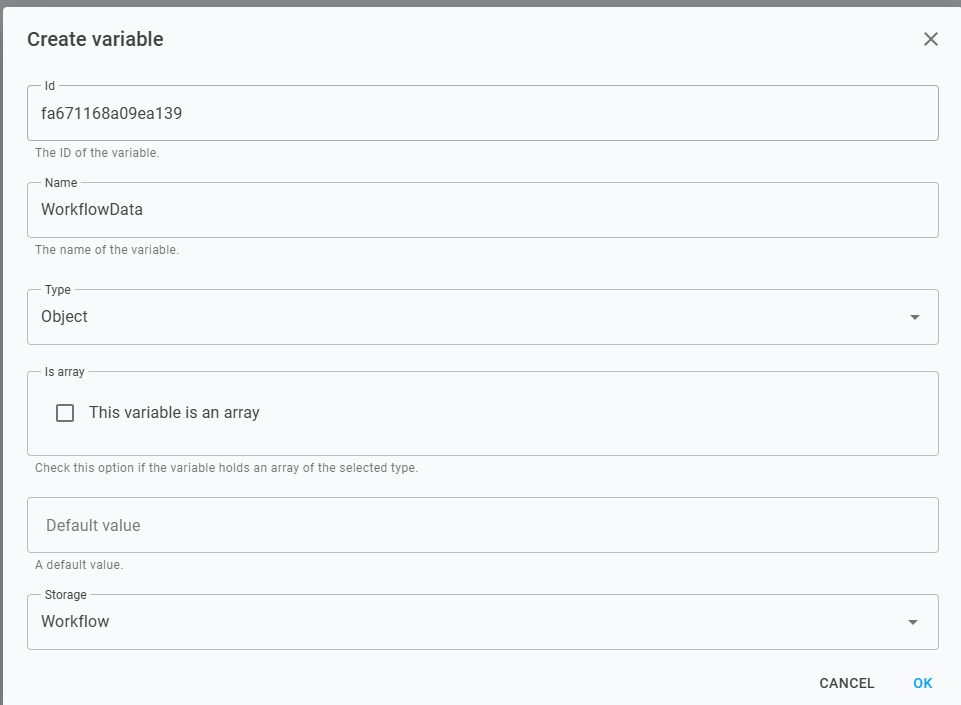 Create variable
Id
fa671168a09ea139
The ID of the variable.
Name
WorkflowData
The name of the variable.
Type
Object
Is array
This variable is an array
Check this option if the variable holds an array of the selected type.
Default value
A default value.
Storage
Workflow
CANCEL OK